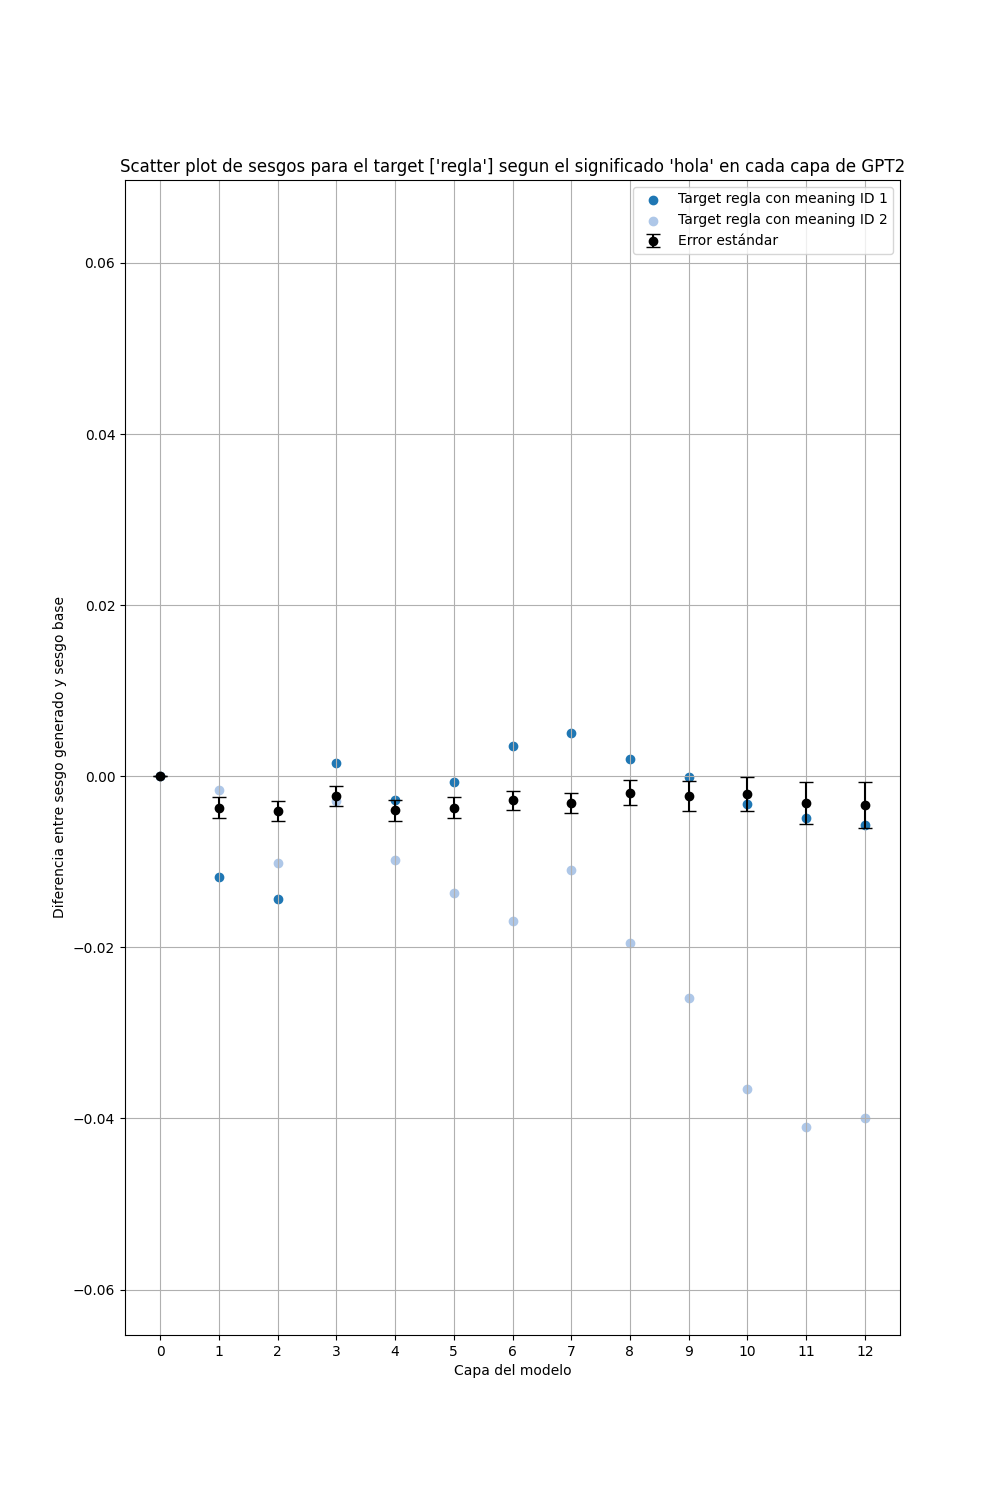 Scatter plot de sesgos para el target ['regla'] segun el significado 'hola' en cada capa de GPT2
Target regla con meaning ID 1
Target regla con meaning ID 2
Error estándar
0.06
0.04
0.02
0.00
−0.02
−0.04
−0.06
Diferencia entre sesgo generado y sesgo base
0 1 2 3 4 5 6 7 8 9 10 11 12
Capa del modelo